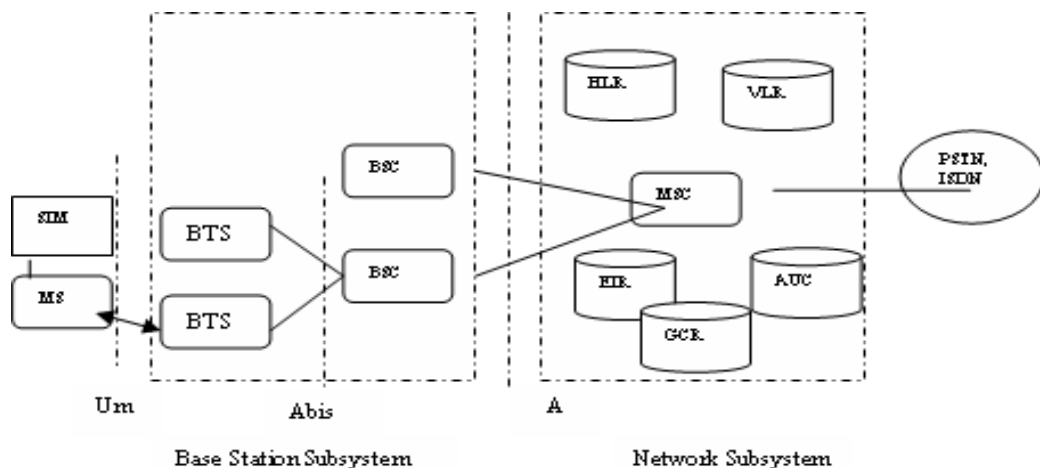 HLR
VLR
PSTN,
ISDN
BSC
MSC
SIM
BTS
BSC
MS
EIR
AUC
BTS
GCR
Um
Abis
A
Base Station Subsystem
Network Subsystem